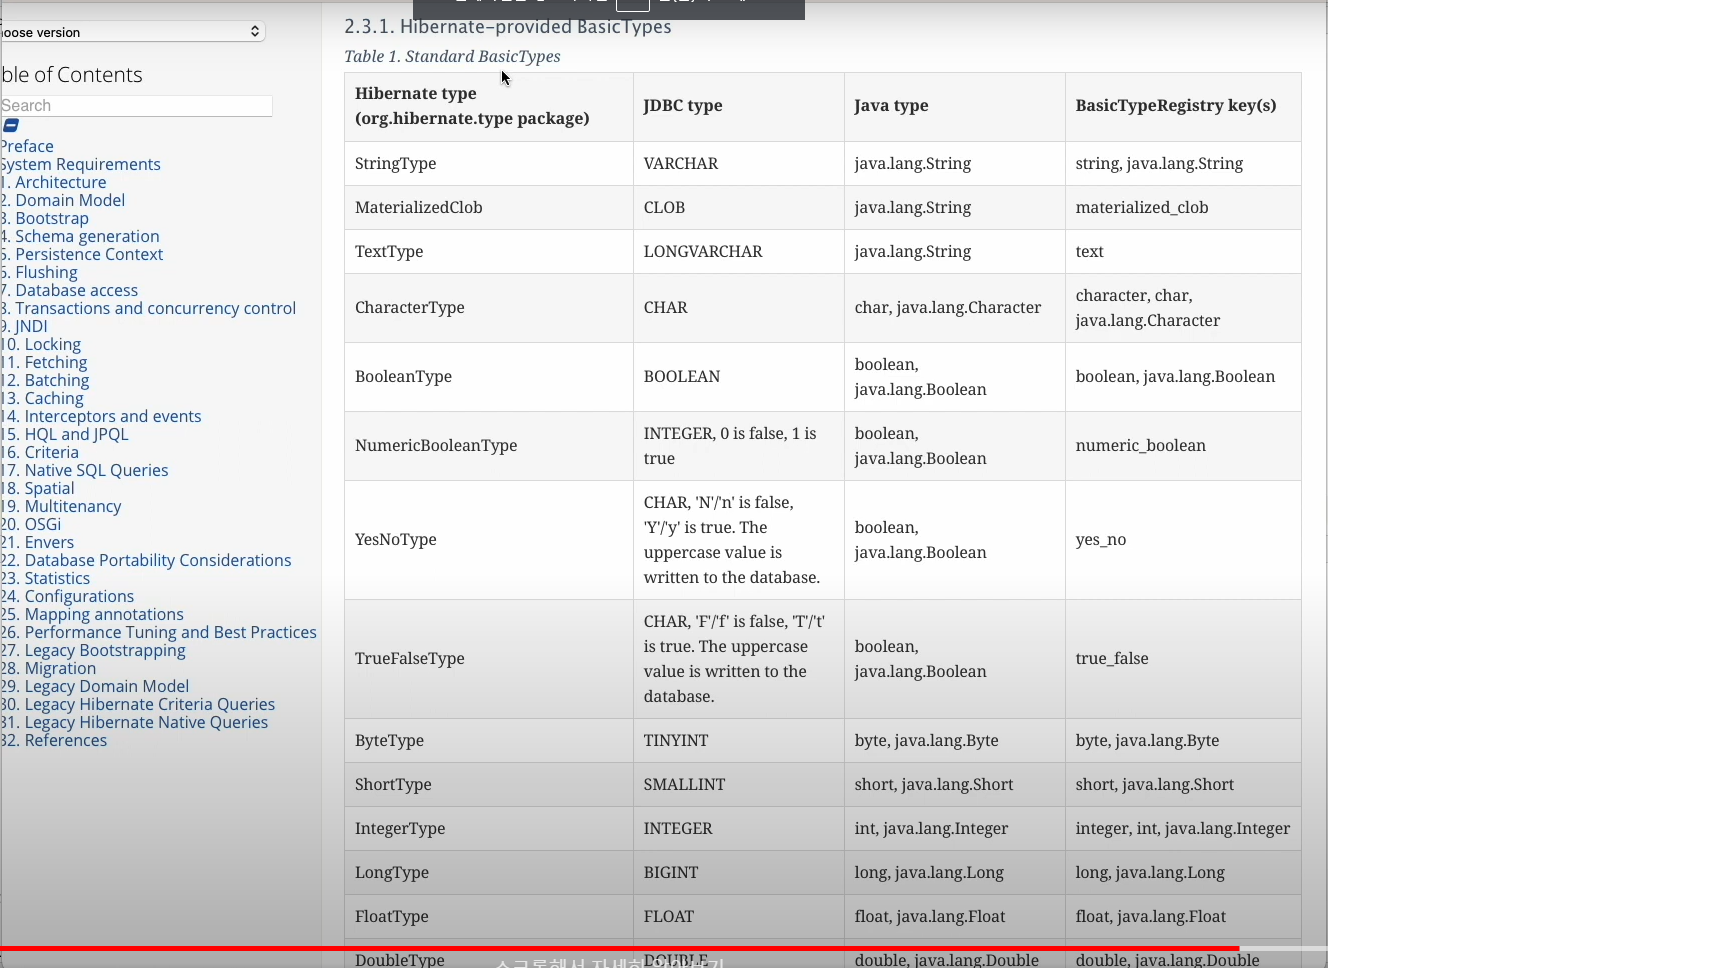 oose version
ble of Contents
Search
Preface
System Requirements
1. Architecture
2. Domain Model
3. Bootstrap
4. Schema generation
5. Persistence Context
6. Flushing
7. Database access
8. Transactions and concurrency control
9. JNDI
10. Locking
11. Fetching
12. Batching
13. Caching
14. Interceptors and events
15. HQL and JPQL
16. Criteria
17. Native SQL Queries
18. Spatial
19. Multitenancy
20. OSGi
21. Envers
22. Database Portability Considerations
23. Statistics
24. Configurations
25. Mapping annotations
26. Performance Tuning and Best Practices
27. Legacy Bootstrapping
28. Migration
29. Legacy Domain Model
30. Legacy Hibernate Criteria Queries
31. Legacy Hibernate Native Queries
32. References
2.3.1. Hibernate-provided BasicTypes
Table 1. Standard BasicTypes
Hibernate type
(org.hibernate.type package)
JDBC type
Java type
BasicTypeRegistry key(s)
StringType
VARCHAR
java.lang.String
string, java.lang.String
MaterializedClob
CLOB
java.lang.String
materialized_clob
TextType
LONGVARCHAR
java.lang.String
text
CharacterType
CHAR
char, java.lang.Character
character, char,
java.lang.Character
BooleanType
BOOLEAN
boolean,
java.lang.Boolean
boolean, java.lang.Boolean
NumericBooleanType
INTEGER, 0 is false, 1 is
true
boolean,
java.lang.Boolean
numeric_boolean
YesNoType
CHAR, 'N'/'n' is false,
'Y'/'y' is true. The
uppercase value is
written to the database.
boolean,
java.lang.Boolean
yes_no
TrueFalseType
CHAR, 'F'/'f' is false, 'T'/'t'
is true. The uppercase
value is written to the
database.
boolean,
java.lang.Boolean
true_false
ByteType
TINYINT
byte, java.lang.Byte
byte, java.lang.Byte
ShortType
SMALLINT
short, java.lang.Short
short, java.lang.Short
IntegerType
INTEGER
int, java.lang.Integer
integer, int, java.lang.Integer
LongType
BIGINT
long, java.lang.Long
long, java.lang.Long
FloatType
FLOAT
float, java.lang.Float
float, java.lang.Float
DoubleType
DOUBLE
double, java.lang.Double
double, java.lang.Double
스크롤해서 자세히 알아보기